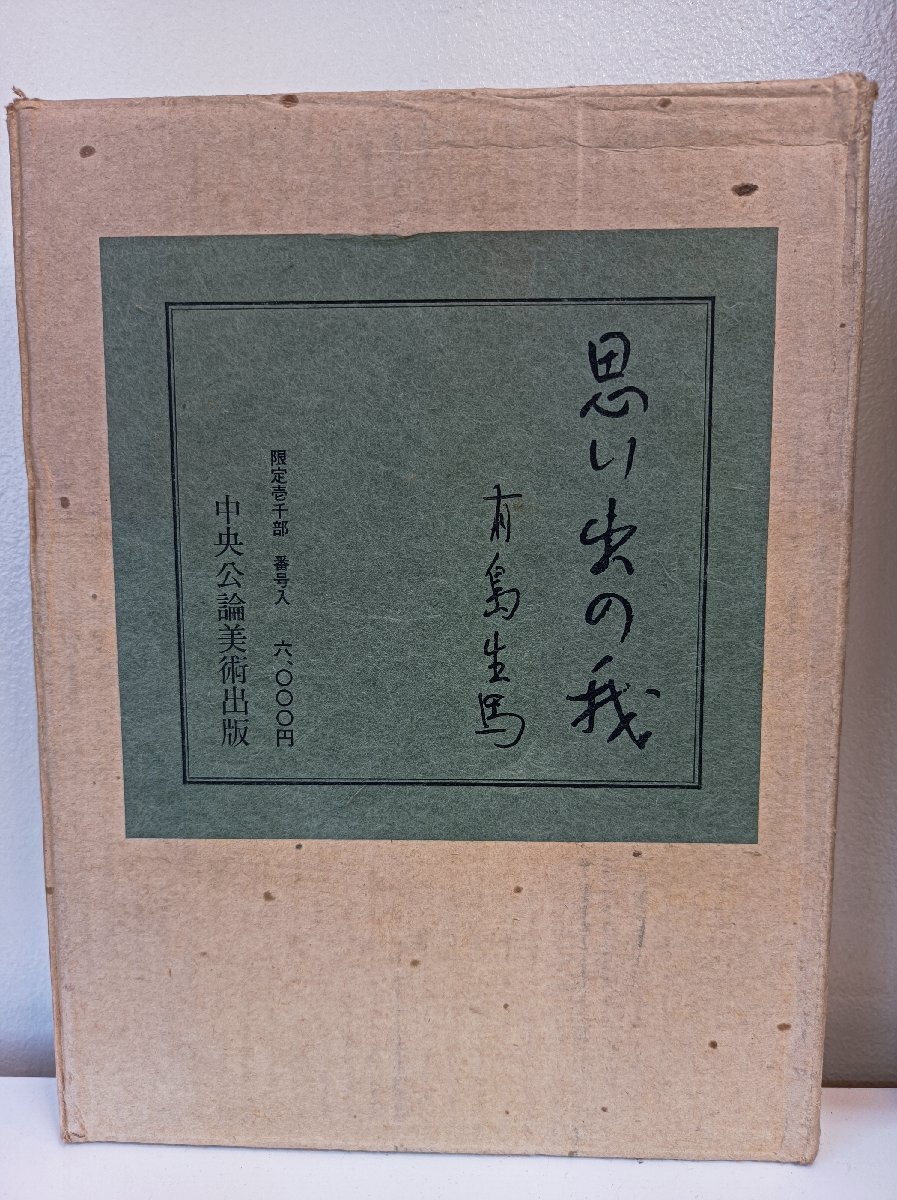 思い出の我
有島生馬
限定壱千部 番号入 六、〇〇〇円
中央公論美術出版